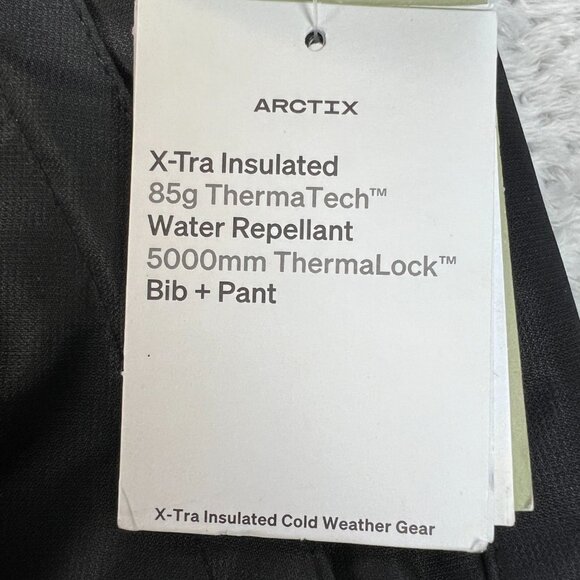 ARCTIX
X-Tra Insulated
85g ThermaTech™
Water Repellant
5000mm ThermaLock™
Bib + Pant
X-Tra Insulated Cold Weather Gear